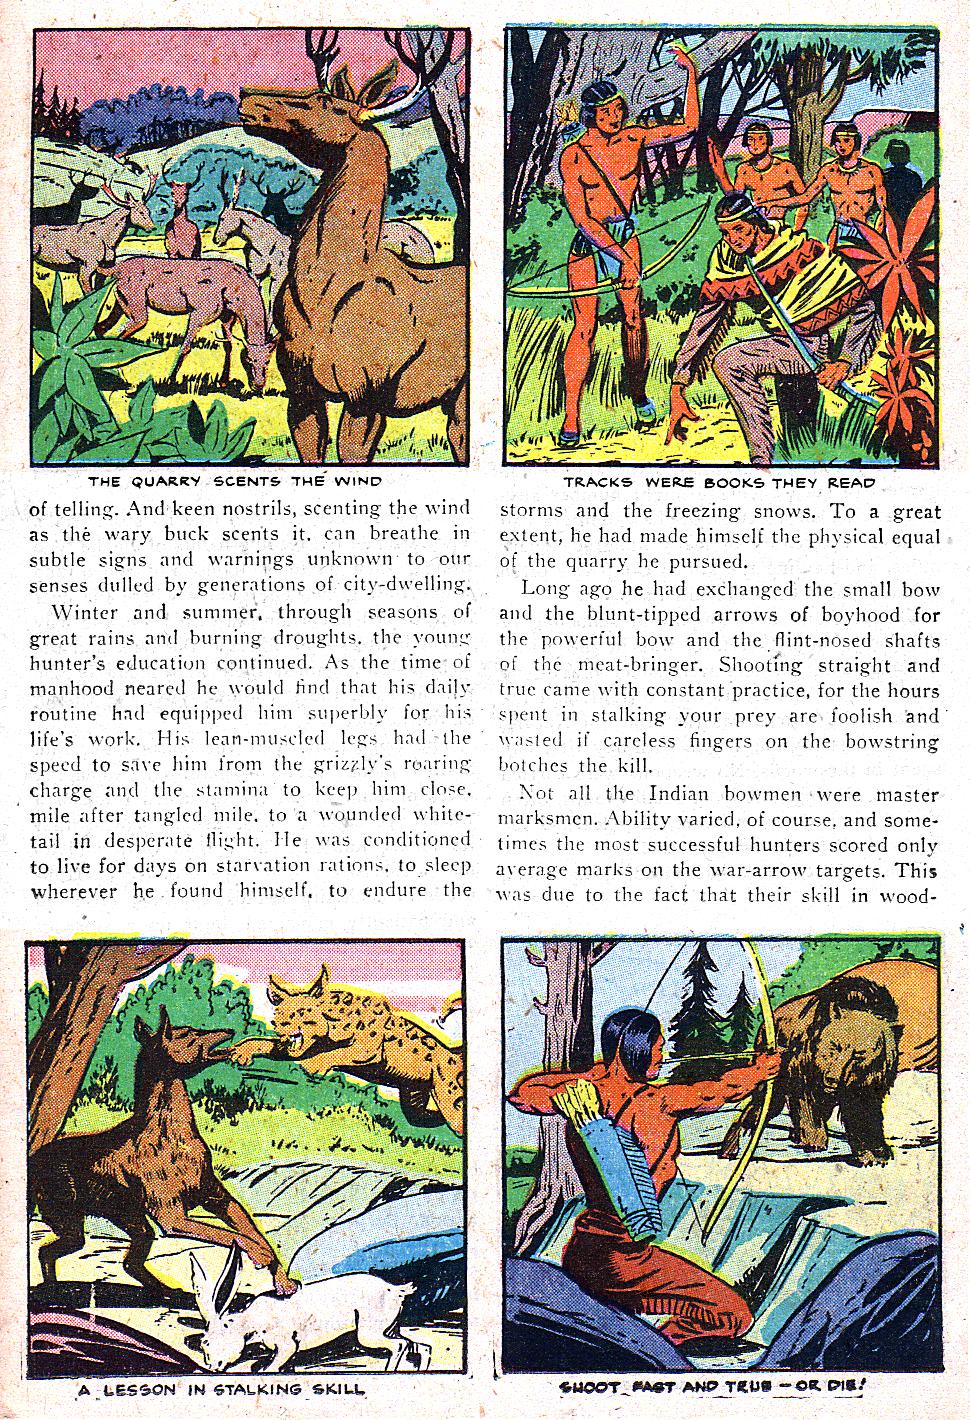 THE QUARRY SCENTS THE WIND
of telling. And keen nostrils, scenting the wind
as the wary buck scents it, can breathe in
subtle signs and warnings unknown to our
senses dulled by generations of city-dwelling.
Winter and summer, through seasons of
great rains and burning droughts, the young
hunter's education continued. As the time of
manhood neared he would find that his daily
routine had equipped him superbly for his
life's work. His lean-muscled legs had the
speed to save him from the grizzly's roaring
charge and the stamina to keep him close,
mile after tangled mile, to a wounded white-
tail in desperate flight. He was conditioned
to live for days on starvation rations, to sleep
wherever he found himself, to endure the
TRACKS WERE BOOKS THEY READ
storms and the freezing snows. To a great
extent, he had made himself the physical equal
of the quarry he pursued.
Long ago he had exchanged the small bow
and the blunt-tipped arrows of boyhood for
the powerful bow and the flint-nosed shafts
of the meat-bringer. Shooting straight and
true came with constant practice, for the hours
spent in stalking your prey are foolish and
wasted if careless fingers on the bowstring
botches the kill.
Not all the Indian bowmen were master
marksmen. Ability varied, of course, and some-
times the most successful hunters scored only
average marks on the war-arrow targets. This
was due to the fact that their skill in wood-
A LESSON IN STALKING SKILL
SHOOT FAST AND TRUE - OR DIE!